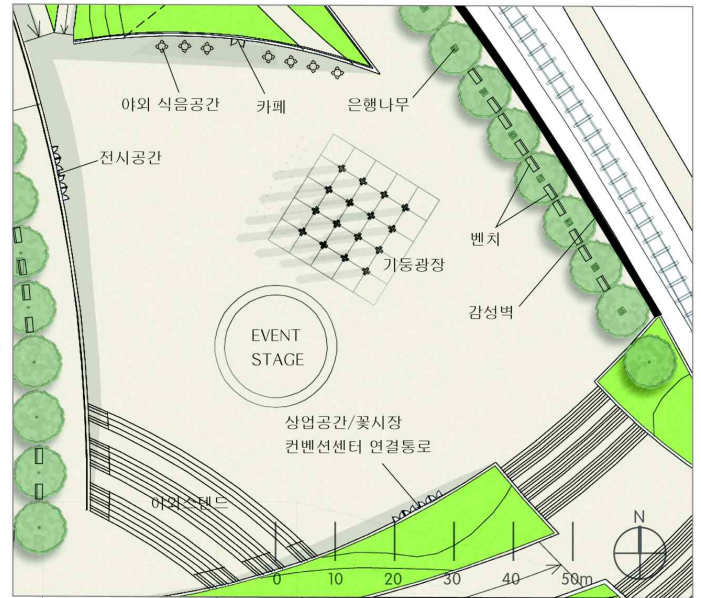 야외 식음공간
카페
은행나무
전시공간
벤치
기둥광장
감성벽
EVENT
STAGE
상업공간/꽃시장
컨벤션센터 연결통로
야외스텐드
N
0 10 20 30 40 50m